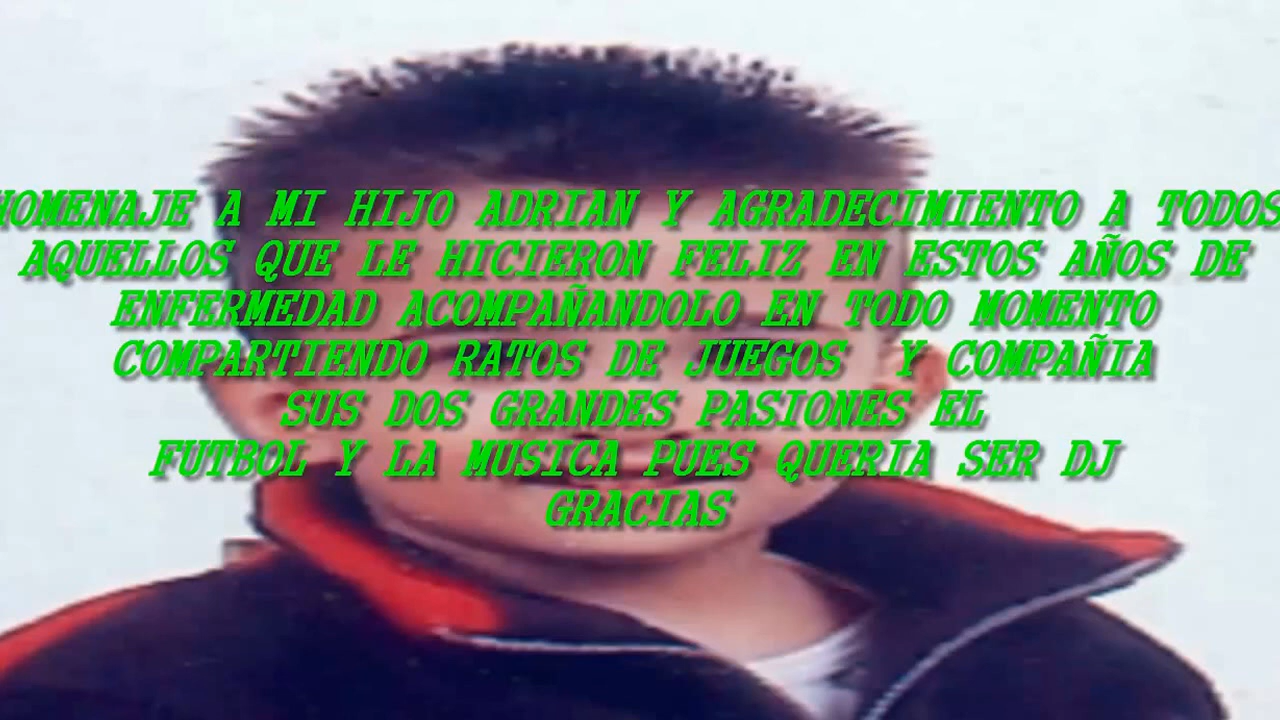 HOMENAJE A MI HIJO ADRIAN Y AGRADECIMIENTO A TODOS
AQUELLOS QUE LE HICIERON FELIZ EN ESTOS AÑOS DE
ENFERMEDAD ACOMPAÑANDOLO EN TODO MOMENTO
COMPARTIENDO RATOS DE JUEGOS Y COMPAÑIA
SUS DOS GRANDES PASIONES EL
FUTBOL Y LA MUSICA PUES QUERIA SER DJ
GRACIAS